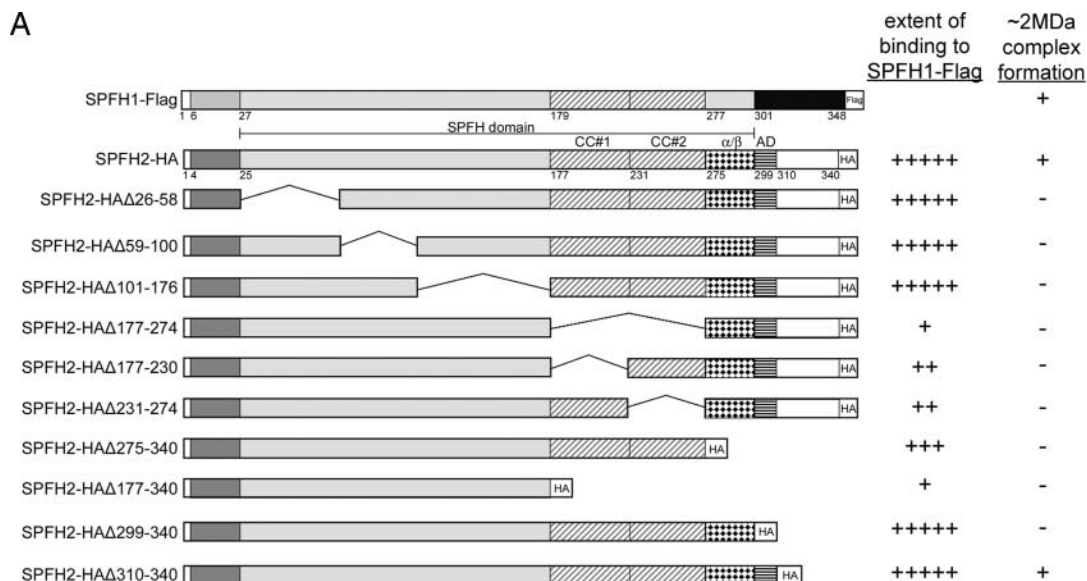 A
extent of binding to SPFH1-Flag
~2MDa complex formation
SPFH1-Flag Flag +
1 6 27 179 277 301 348
SPFH domain
CC#1 CC#2 α/β AD
SPFH2-HA HA +++++ +
1 4 25 177 231 275 299 310 340
SPFH2-HAΔ26-58 HA +++++ -
SPFH2-HAΔ59-100 HA +++++ -
SPFH2-HAΔ101-176 HA +++++ -
SPFH2-HAΔ177-274 HA + -
SPFH2-HAΔ177-230 HA ++ -
SPFH2-HAΔ231-274 HA ++ -
SPFH2-HAΔ275-340 HA +++ -
SPFH2-HAΔ177-340 HA + -
SPFH2-HAΔ299-340 HA +++++ -
SPFH2-HAΔ310-340 HA +++++ +